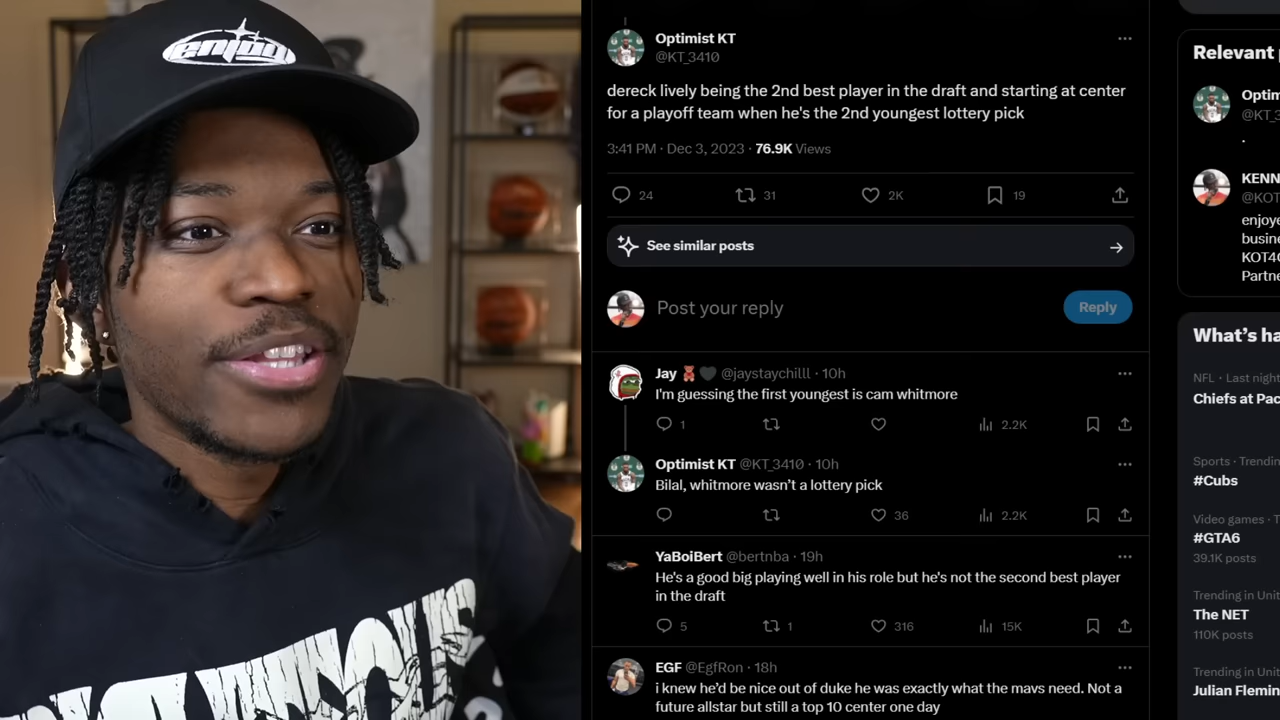 enjoy
Optimist KT
@KT_3410
dereck lively being the 2nd best player in the draft and starting at center
for a playoff team when he's the 2nd youngest lottery pick
3:41 PM · Dec 3, 2023 · 76.9K Views
24 31 2K 19
See similar posts
Post your reply
Reply
Jay 🧸🖤 @jaystaychilll · 10h
I'm guessing the first youngest is cam whitmore
1 2.2K
Optimist KT @KT_3410 · 10h
Bilal, whitmore wasn't a lottery pick
36 2.2K
YaBoiBert @bertnba · 19h
He's a good big playing well in his role but he's not the second best player
in the draft
5 1 316 15K
EGF @EgfRon · 18h
i knew he'd be nice out of duke he was exactly what the mavs need. Not a
future allstar but still a top 10 center one day
Relevant
Optim
@KT_3
.
KENN
@KOT
enjoye
busine
KOT4
Partne
What's ha
NFL · Last night
Chiefs at Pac
Sports · Trendin
#Cubs
Video games · T
#GTA6
39.1K posts
Trending in Unit
The NET
110K posts
Trending in Unit
Julian Flemin